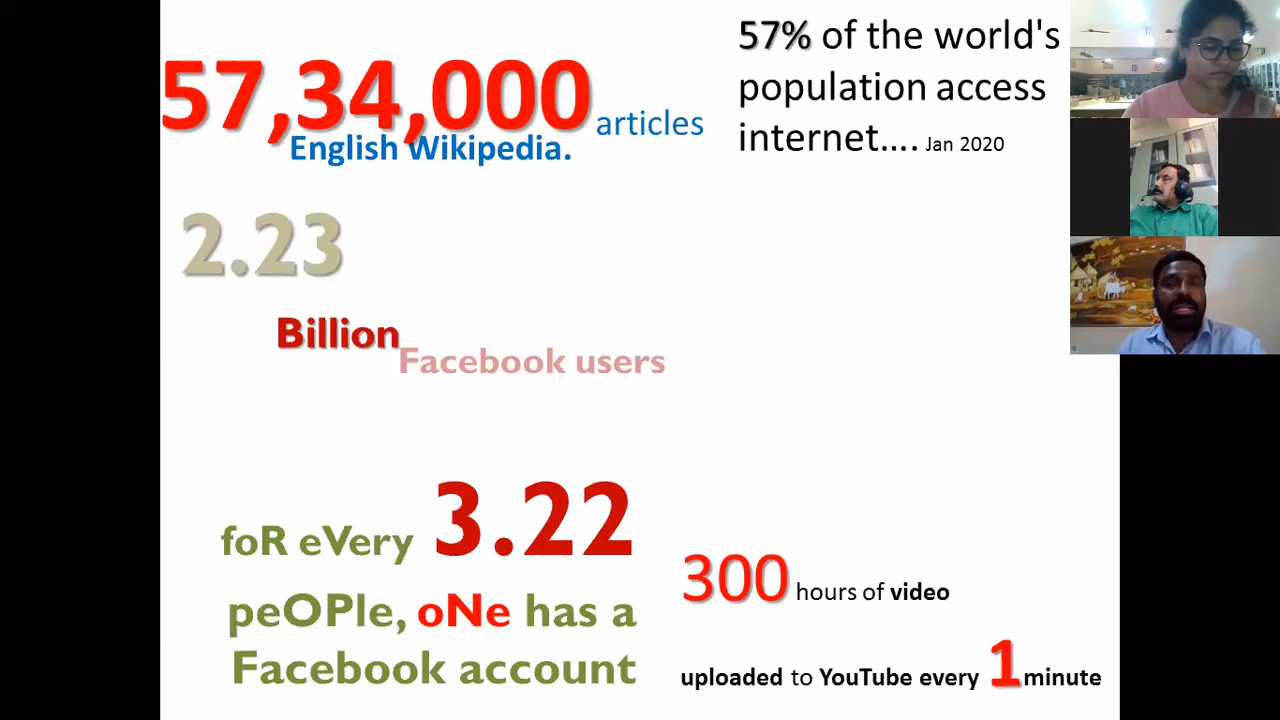 57,34,000 articles
English Wikipedia.
57% of the world's
population access
internet.... Jan 2020
2.23
Billion
Facebook users
foR eVery 3.22
peOPle, oNe has a
Facebook account
300 hours of video
uploaded to YouTube every 1 minute